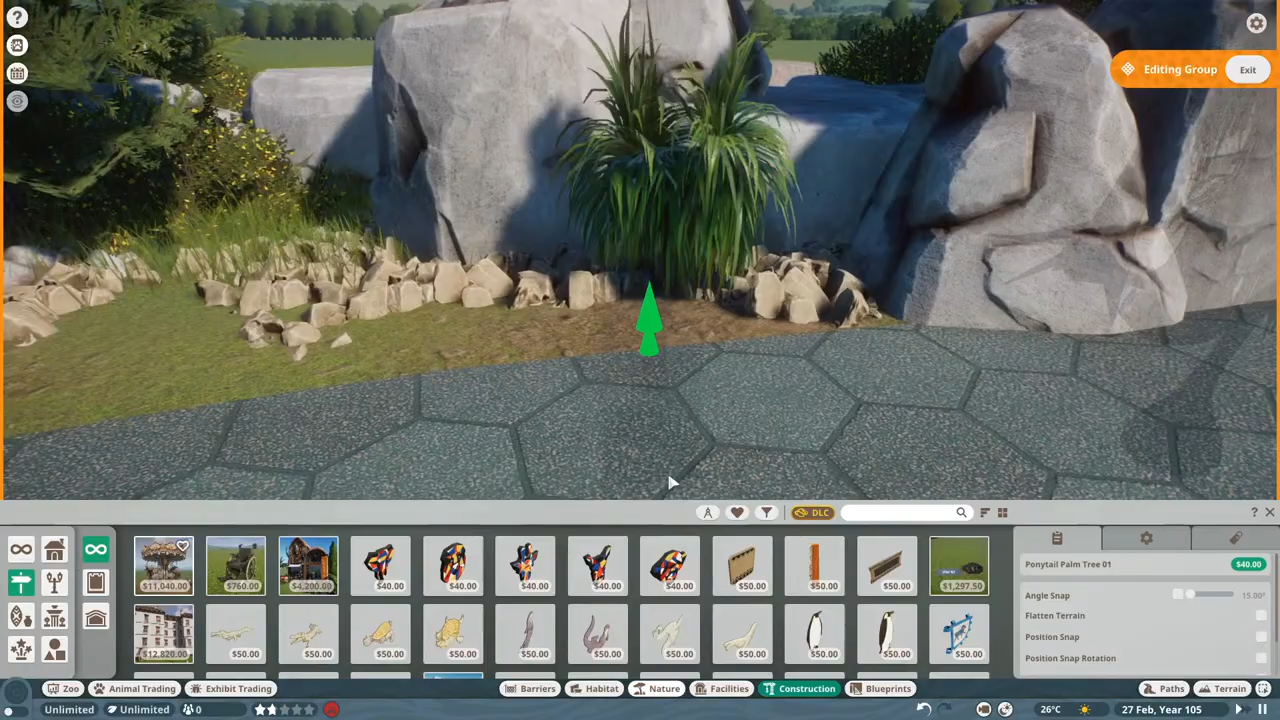 ?
Editing Group Exit
DLC
? ×
$11,040.00 $760.00 $4,200.00 $40.00 $40.00 $40.00 $40.00 $40.00 $50.00 $50.00 $50.00 $1,297.50
$12,820.00 $50.00 $50.00 $50.00 $50.00 $50.00 $50.00 $50.00 $50.00 $50.00 $50.00 $50.00
Ponytail Palm Tree 01 $40.00
Angle Snap 15.00°
Flatten Terrain
Position Snap
Position Snap Rotation
Zoo Animal Trading Exhibit Trading Barriers Habitat Nature Facilities Construction Blueprints Paths Terrain
Unlimited Unlimited 0 26°C 27 Feb, Year 105